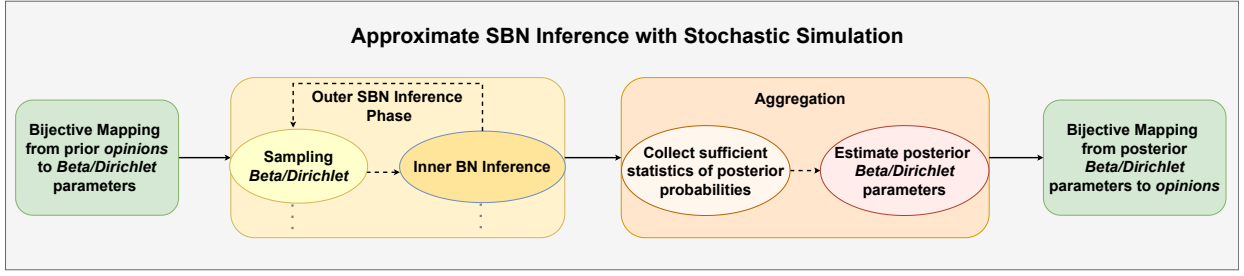 Approximate SBN Inference with Stochastic Simulation
Bijective Mapping
from prior opinions
to Beta/Dirichlet
parameters
Outer SBN Inference
Phase
Sampling
Beta/Dirichlet
Inner BN Inference
Aggregation
Collect sufficient
statistics of posterior
probabilities
Estimate posterior
Beta/Dirichlet
parameters
Bijective Mapping
from posterior
Beta/Dirichlet
parameters to opinions